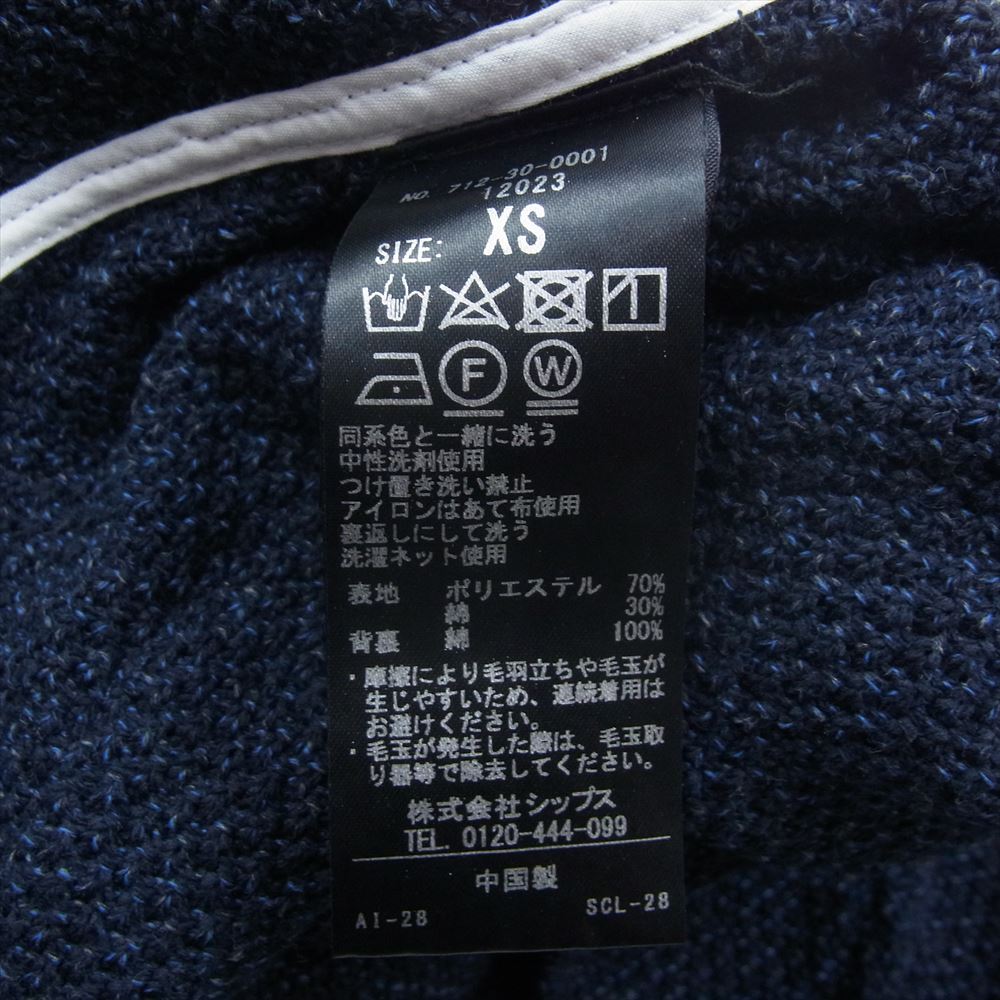 NO. 712-30-0001
12023
SIZE: XS
F
W
同系色と一緒に洗う
中性洗剤使用
つけ置き洗い禁止
アイロンはあて布使用
裏返しにして洗う
洗濯ネット使用
表地 ポリエステル 70%
綿 30%
背裏 綿 100%
・摩擦により毛羽立ちや毛玉が
生じやすいため、連続着用は
お避けください。
・毛玉が発生した際は、毛玉取
り器等で除去してください。
株式会社シップス
TEL. 0120-444-099
中国製
AI-28 SCL-28